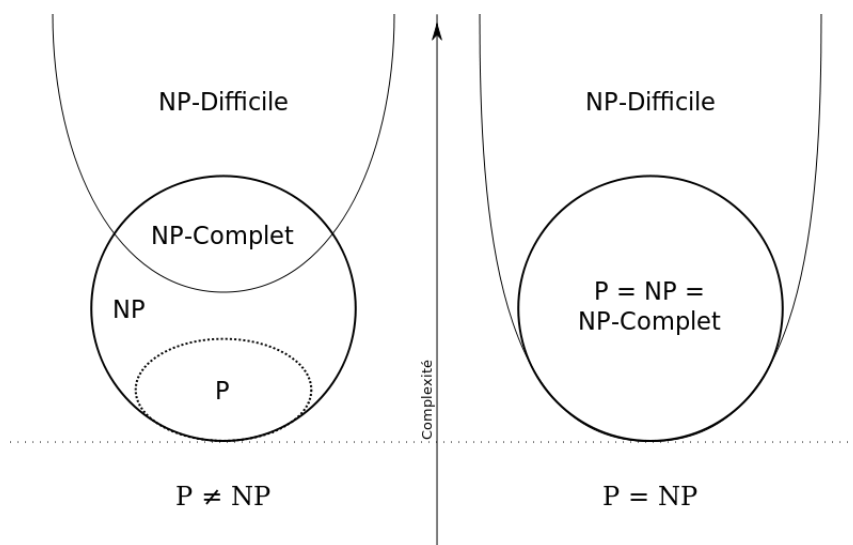 NP-Difficile
NP-Complet
NP
P
P ≠ NP
Complexité
NP-Difficile
P = NP =
NP-Complet
P = NP